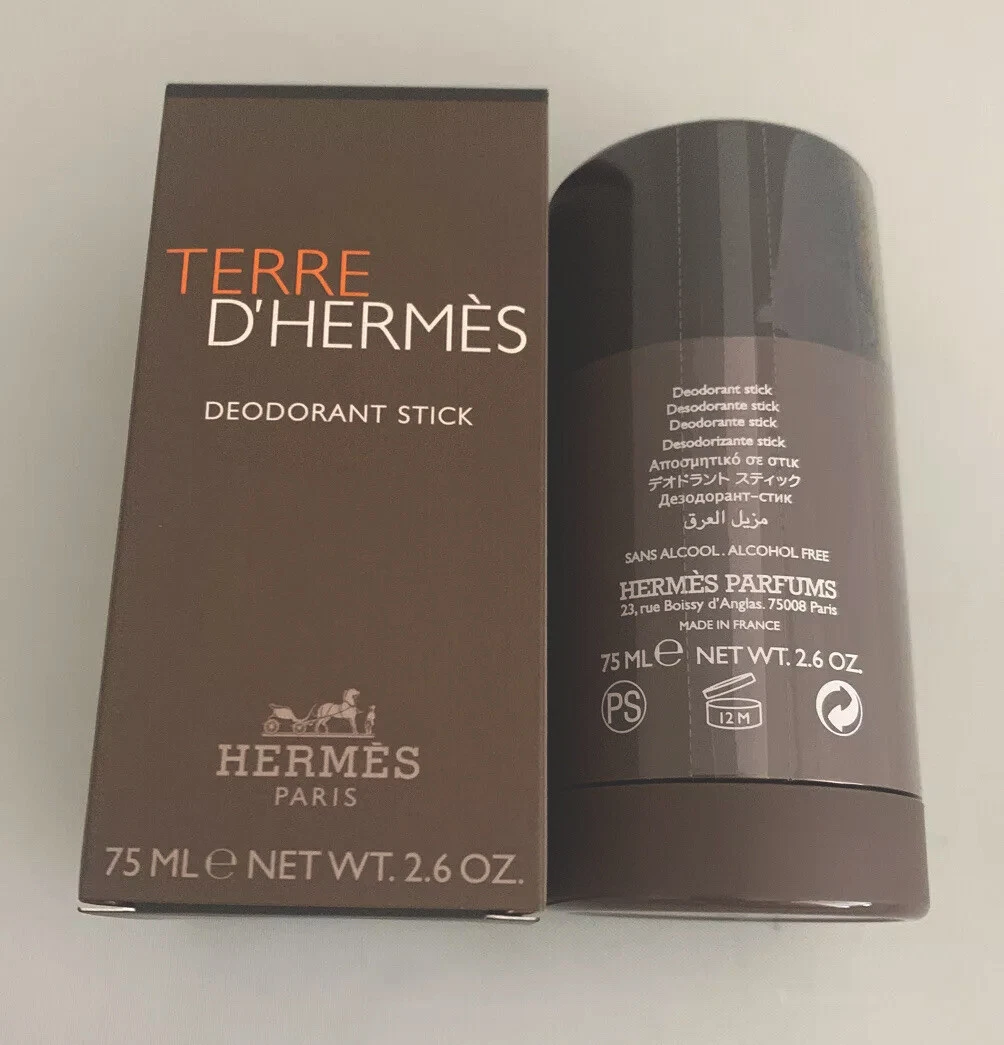 TERRE
D'HERMÈS
DEODORANT STICK
HERMÈS
PARIS
75 ML ℮ NET WT. 2.6 OZ.
Deodorant stick
Desodorante stick
Deodorante stick
Desodorizante stick
Αποσμητικό σε στικ
デオドラント スティック
Дезодорант-стик
مزيل العرق
SANS ALCOOL. ALCOHOL FREE
HERMÈS PARFUMS
23, rue Boissy d'Anglas. 75008 Paris
MADE IN FRANCE
75 ML ℮ NET WT. 2.6 OZ
PS
12 M